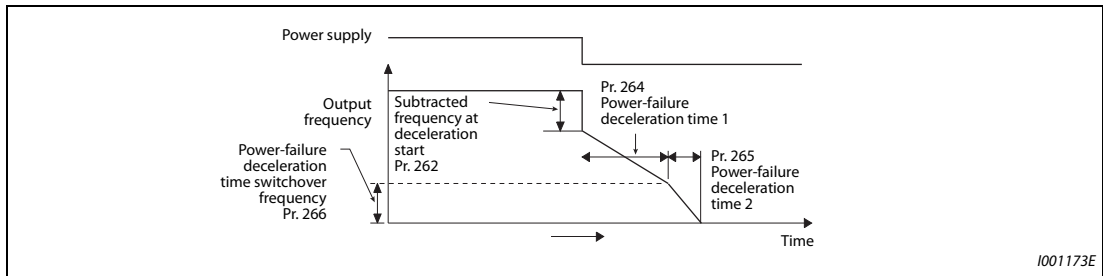 Power supply
Output
frequency
Subtracted
frequency at
deceleration
start
Pr. 262
Pr. 264
Power-failure
deceleration time 1
Power-failure
deceleration
time switchover
frequency
Pr. 266
Pr. 265
Power-failure
deceleration
time 2
Time
I001173E